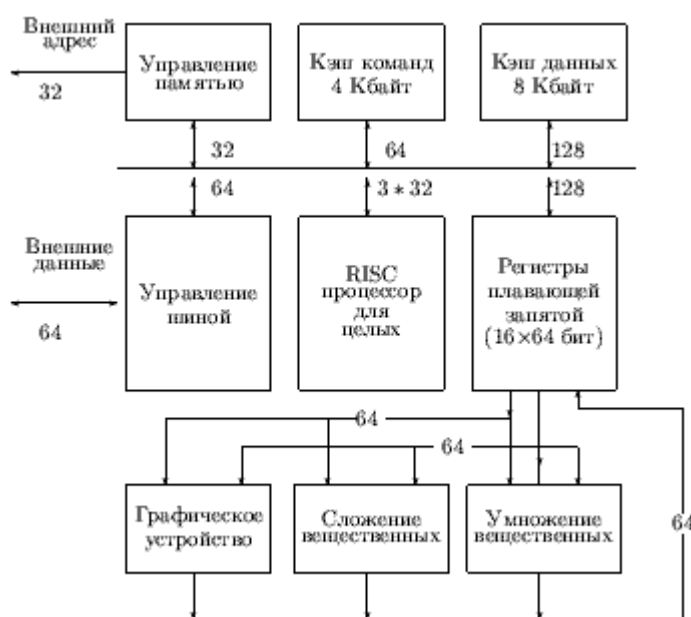 Внешний
адрес
32
Управление
памятью
Кэш команд
4 Кбайт
Кэш данных
8 Кбайт
32
64
128
64
3 * 32
128
Внешние
данные
64
Управление
шиной
RISC
процессор
для
целых
Регистры
плавающей
запятой
(16×64 бит)
64
64
Графическое
устройство
Сложение
вещественных
Умножение
вещественных
64